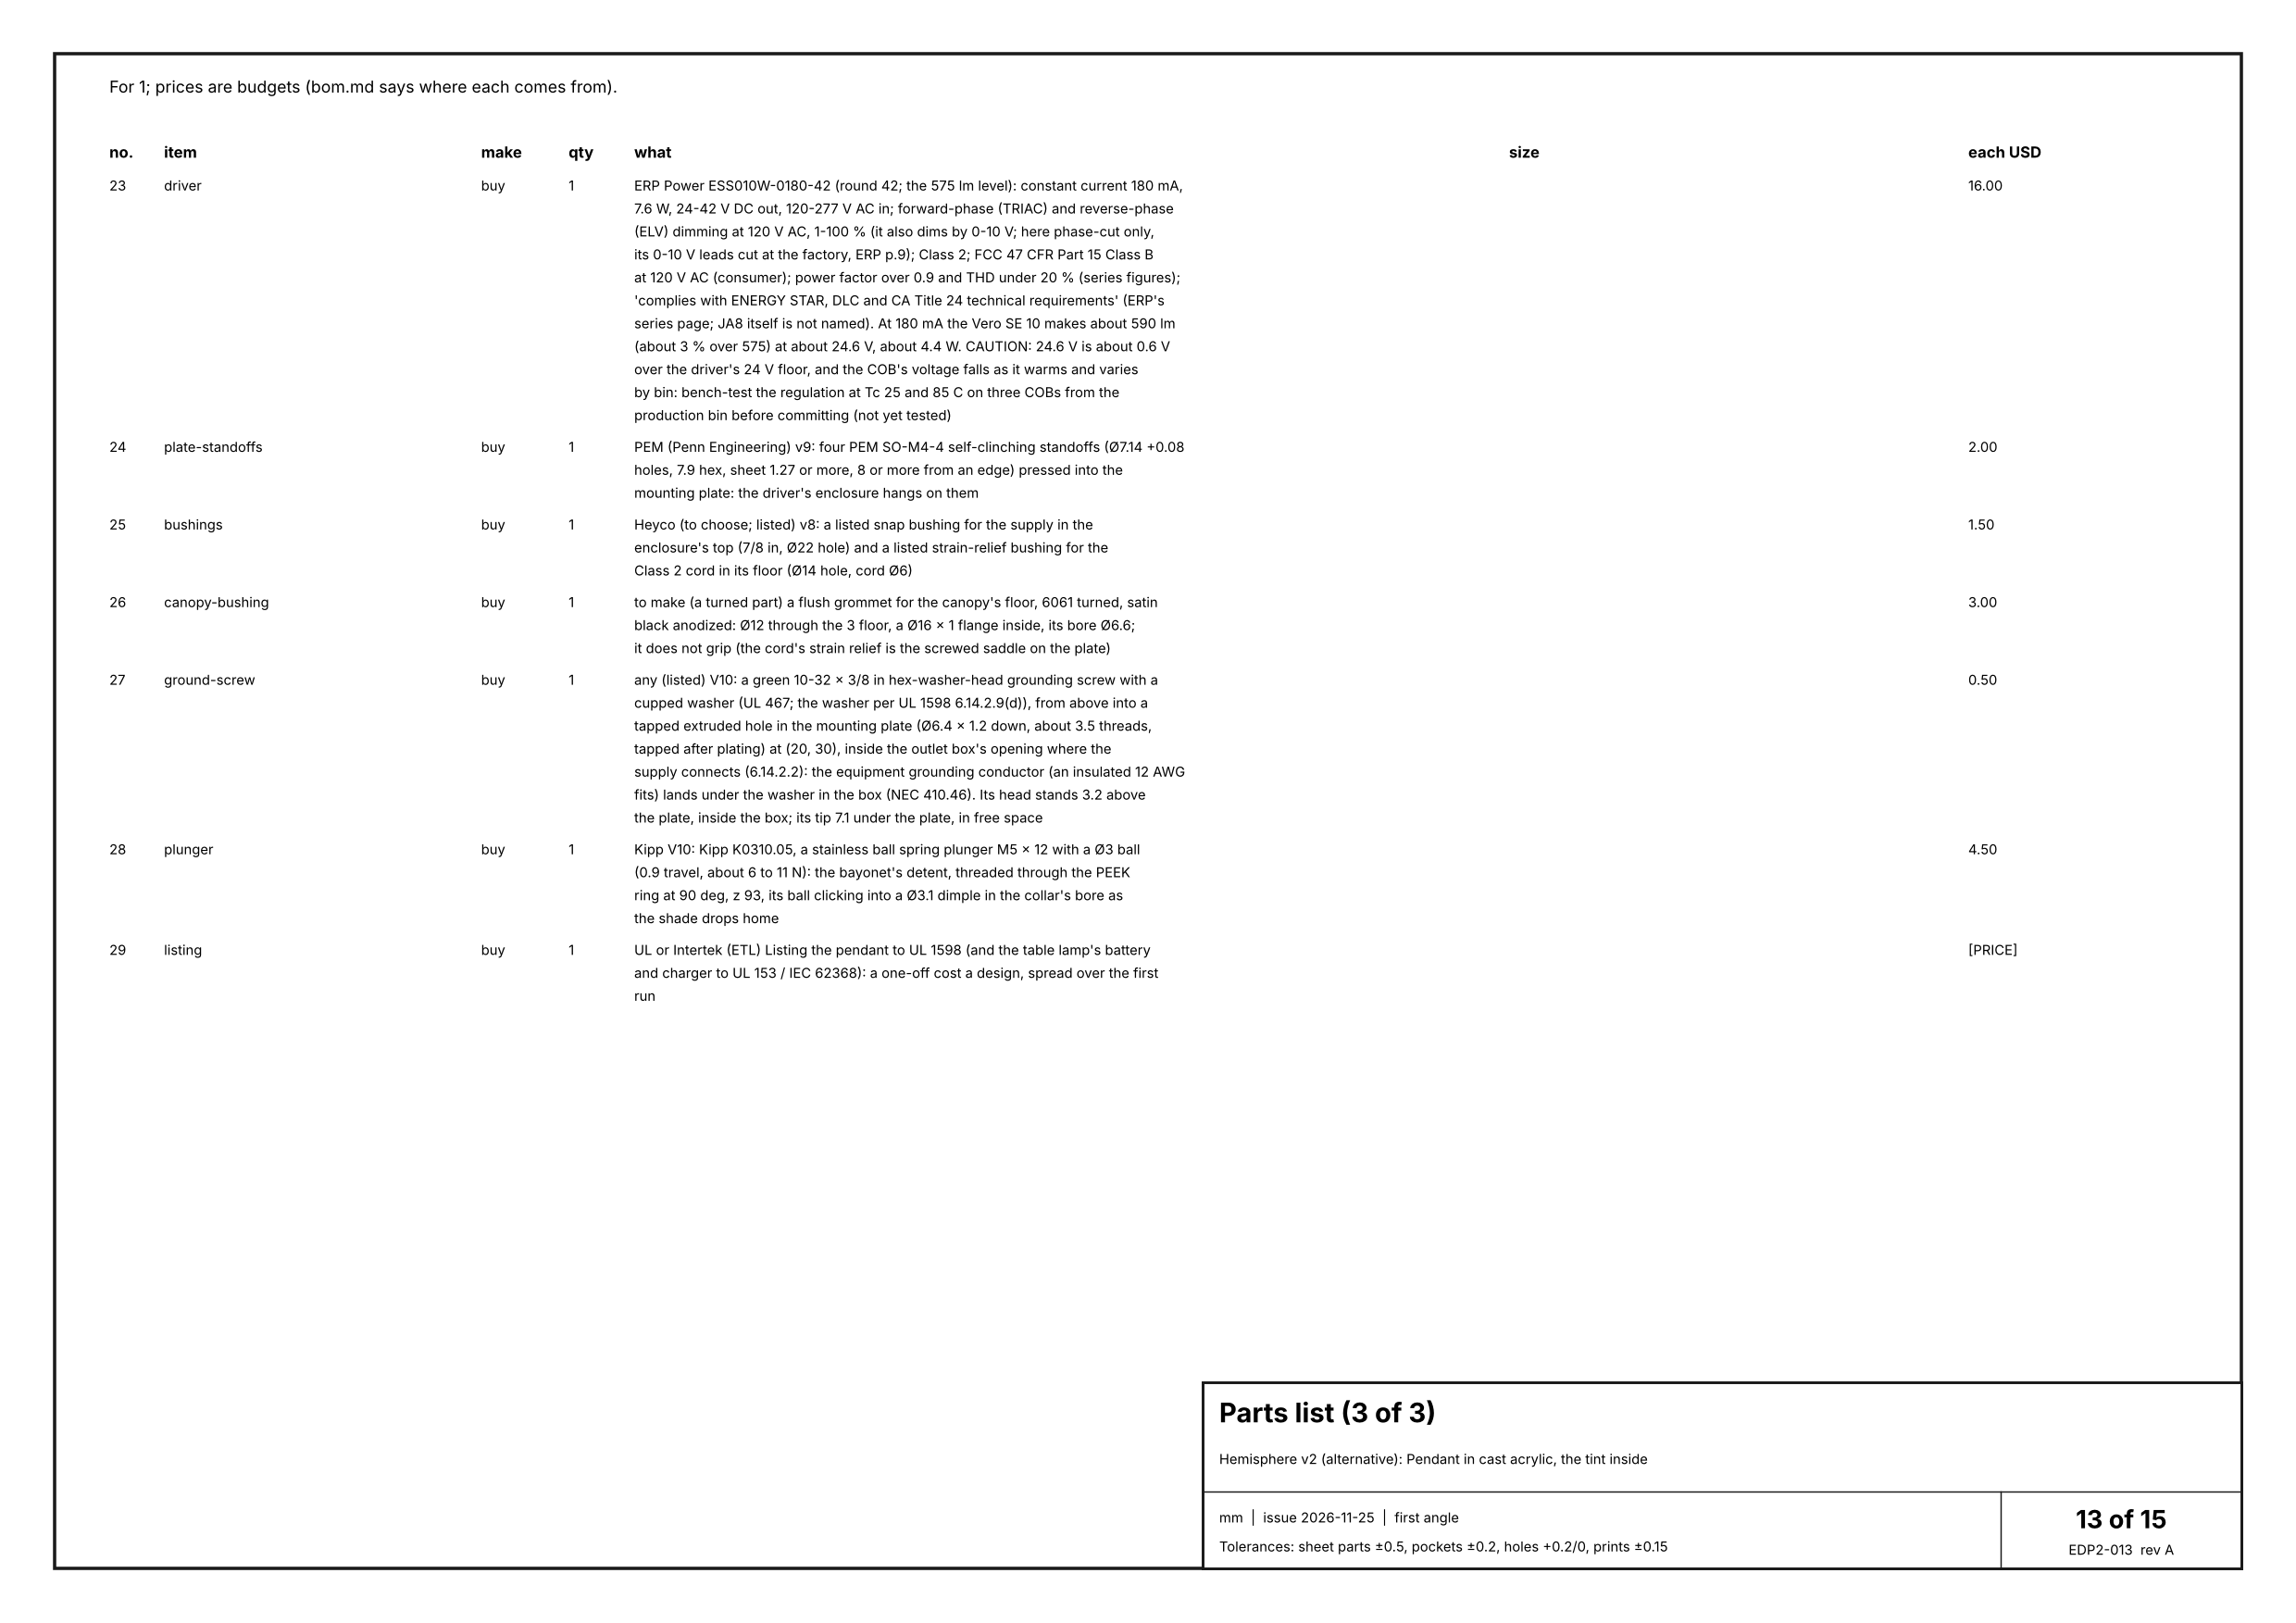 For 1; prices are budgets (bom.md says where each comes from).
no. item make qty what size each USD
23 driver buy 1 ERP Power ESS010W-0180-42 (round 42; the 575 lm level): constant current 180 mA, 16.00
7.6 W, 24-42 V DC out, 120-277 V AC in; forward-phase (TRIAC) and reverse-phase
(ELV) dimming at 120 V AC, 1-100 % (it also dims by 0-10 V; here phase-cut only,
its 0-10 V leads cut at the factory, ERP p.9); Class 2; FCC 47 CFR Part 15 Class B
at 120 V AC (consumer); power factor over 0.9 and THD under 20 % (series figures);
'complies with ENERGY STAR, DLC and CA Title 24 technical requirements' (ERP's
series page; JA8 itself is not named). At 180 mA the Vero SE 10 makes about 590 lm
(about 3 % over 575) at about 24.6 V, about 4.4 W. CAUTION: 24.6 V is about 0.6 V
over the driver's 24 V floor, and the COB's voltage falls as it warms and varies
by bin: bench-test the regulation at Tc 25 and 85 C on three COBs from the
production bin before committing (not yet tested)
24 plate-standoffs buy 1 PEM (Penn Engineering) v9: four PEM SO-M4-4 self-clinching standoffs (Ø7.14 +0.08 2.00
holes, 7.9 hex, sheet 1.27 or more, 8 or more from an edge) pressed into the
mounting plate: the driver's enclosure hangs on them
25 bushings buy 1 Heyco (to choose; listed) v8: a listed snap bushing for the supply in the 1.50
enclosure's top (7/8 in, Ø22 hole) and a listed strain-relief bushing for the
Class 2 cord in its floor (Ø14 hole, cord Ø6)
26 canopy-bushing buy 1 to make (a turned part) a flush grommet for the canopy's floor, 6061 turned, satin 3.00
black anodized: Ø12 through the 3 floor, a Ø16 × 1 flange inside, its bore Ø6.6;
it does not grip (the cord's strain relief is the screwed saddle on the plate)
27 ground-screw buy 1 any (listed) V10: a green 10-32 × 3/8 in hex-washer-head grounding screw with a 0.50
cupped washer (UL 467; the washer per UL 1598 6.14.2.9(d)), from above into a
tapped extruded hole in the mounting plate (Ø6.4 × 1.2 down, about 3.5 threads,
tapped after plating) at (20, 30), inside the outlet box's opening where the
supply connects (6.14.2.2): the equipment grounding conductor (an insulated 12 AWG
fits) lands under the washer in the box (NEC 410.46). Its head stands 3.2 above
the plate, inside the box; its tip 7.1 under the plate, in free space
28 plunger buy 1 Kipp V10: Kipp K0310.05, a stainless ball spring plunger M5 × 12 with a Ø3 ball 4.50
(0.9 travel, about 6 to 11 N): the bayonet's detent, threaded through the PEEK
ring at 90 deg, z 93, its ball clicking into a Ø3.1 dimple in the collar's bore as
the shade drops home
29 listing buy 1 UL or Intertek (ETL) Listing the pendant to UL 1598 (and the table lamp's battery [PRICE]
and charger to UL 153 / IEC 62368): a one-off cost a design, spread over the first
run
Parts list (3 of 3)
Hemisphere v2 (alternative): Pendant in cast acrylic, the tint inside
mm | issue 2026-11-25 | first angle
Tolerances: sheet parts ±0.5, pockets ±0.2, holes +0.2/0, prints ±0.15
13 of 15
EDP2-013 rev A